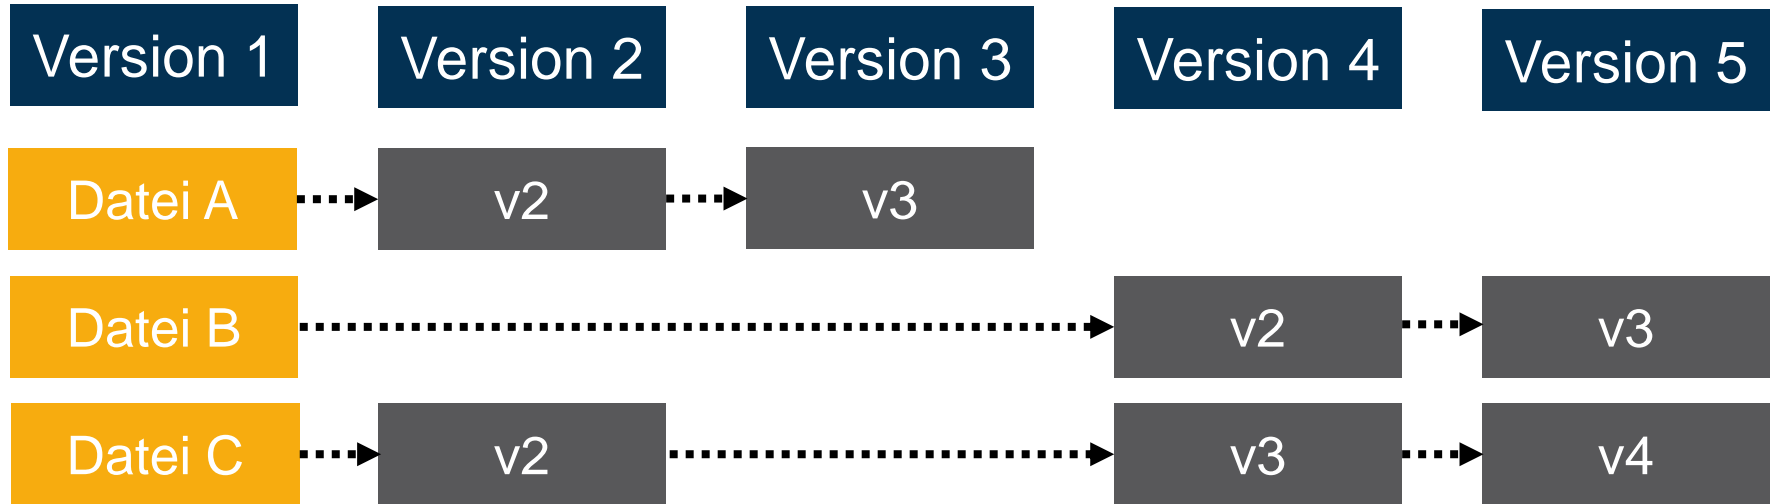 Version 1 Version 2 Version 3 Version 4 Version 5
Datei A v2 v3
Datei B v2 v3
Datei C v2 v3 v4